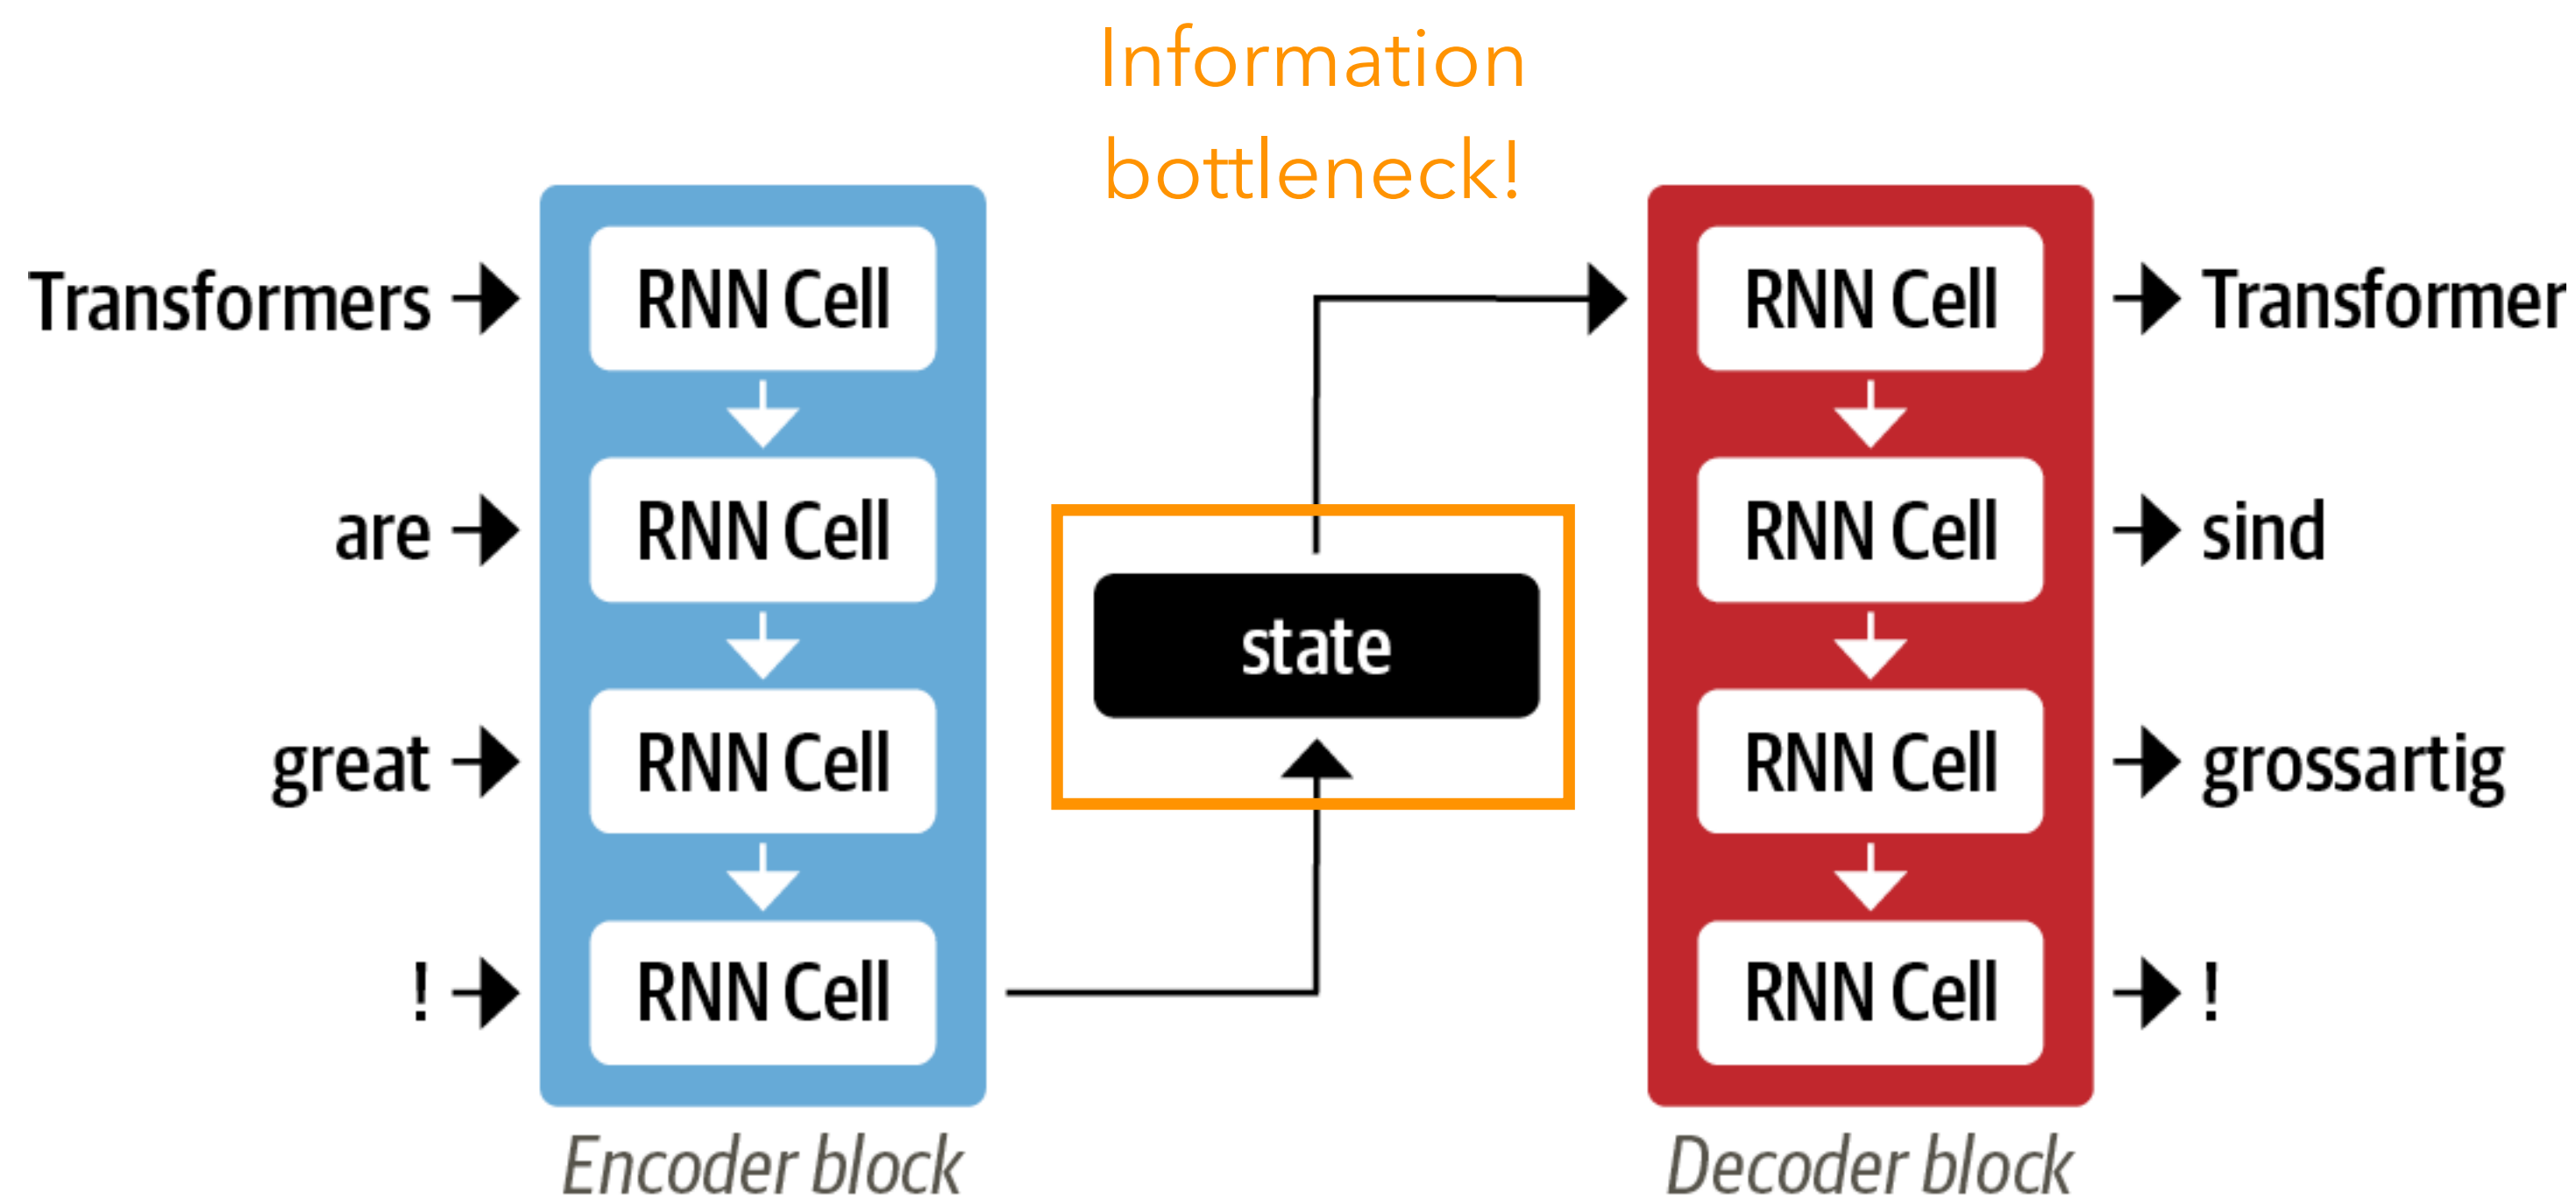 Information
bottleneck!
Transformers
RNN Cell
RNN Cell
Transformer
are
RNN Cell
RNN Cell
sind
state
great
RNN Cell
RNN Cell
grossartig
!
RNN Cell
RNN Cell
!
Encoder block
Decoder block